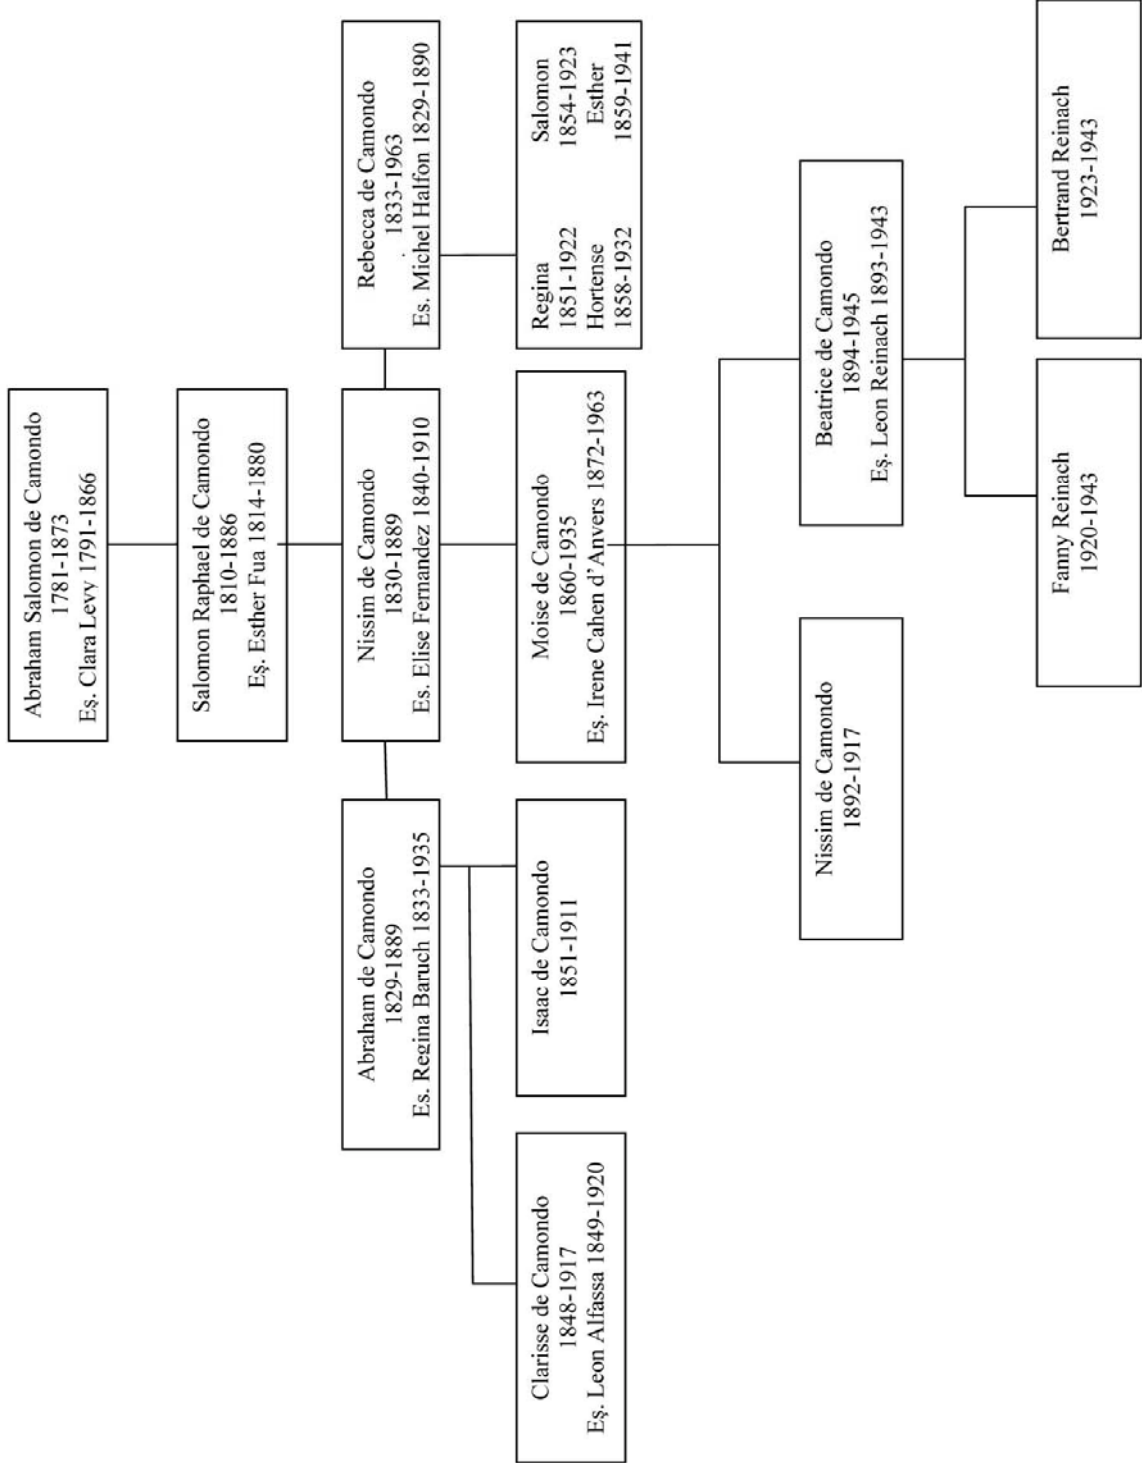 Abraham Salomon de Camondo
1781-1873
Eş. Clara Levy 1791-1866
Salomon Raphael de Camondo
1810-1886
Eş. Esther Fua 1814-1880
Abraham de Camondo
1829-1889
Es. Regina Baruch 1833-1935
Nissim de Camondo
1830-1889
Es. Elise Fernandez 1840-1910
Rebecca de Camondo
1833-1963
Es. Michel Halfon 1829-1890
Clarisse de Camondo
1848-1917
Eş. Leon Alfassa 1849-1920
Isaac de Camondo
1851-1911
Moise de Camondo
1860-1935
Eş. Irene Cahen d'Anvers 1872-1963
Regina Salomon
1851-1922 1854-1923
Hortense Esther
1858-1932 1859-1941
Nissim de Camondo
1892-1917
Beatrice de Camondo
1894-1945
Eş. Leon Reinach 1893-1943
Fanny Reinach
1920-1943
Bertrand Reinach
1923-1943